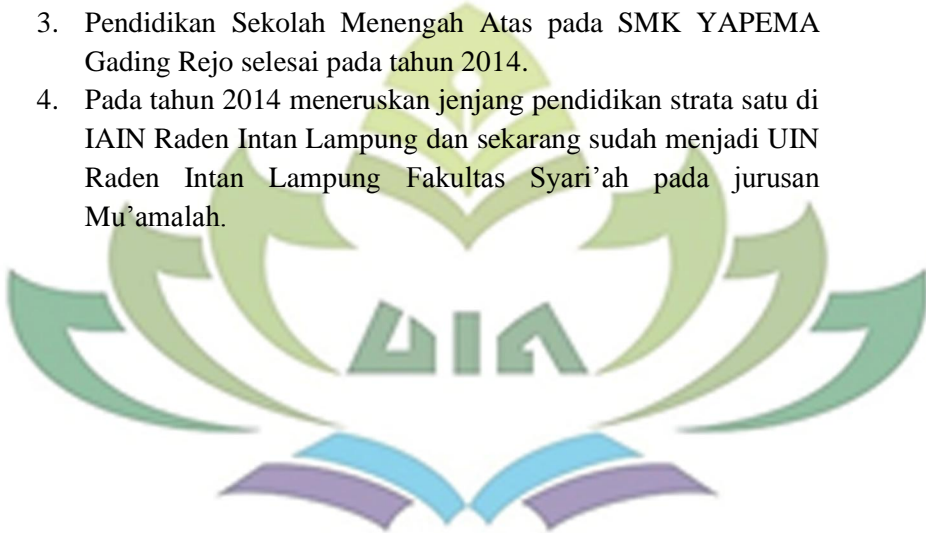 3. Pendidikan Sekolah Menengah Atas pada SMK YAPEMA
Gading Rejo selesai pada tahun 2014.
4. Pada tahun 2014 meneruskan jenjang pendidikan strata satu di
IAIN Raden Intan Lampung dan sekarang sudah menjadi UIN
Raden Intan Lampung Fakultas Syari’ah pada jurusan
Mu’amalah.
UIN